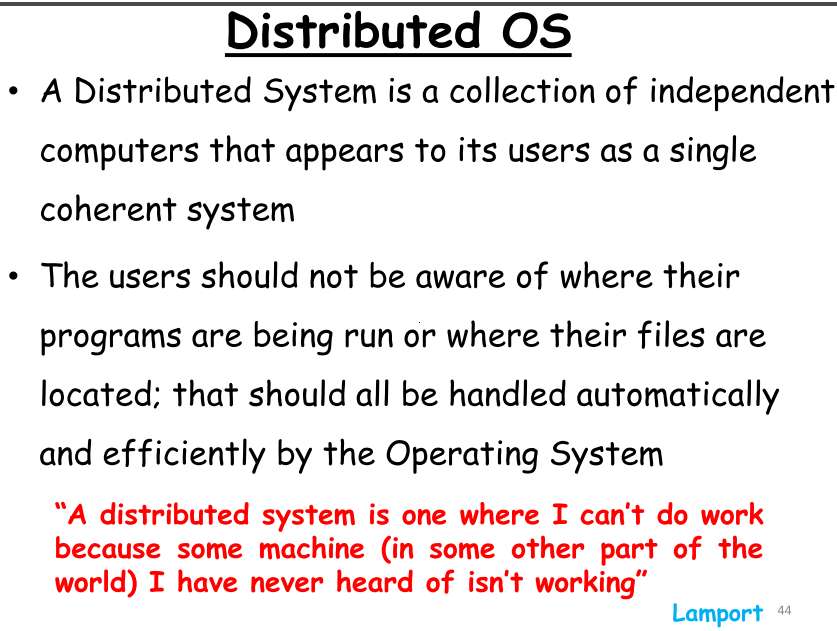 Distributed OS
• A Distributed System is a collection of independent
computers that appears to its users as a single
coherent system
• The users should not be aware of where their
programs are being run or where their files are
located; that should all be handled automatically
and efficiently by the Operating System
“A distributed system is one where I can’t do work
because some machine (in some other part of the
world) I have never heard of isn’t working”
Lamport 44